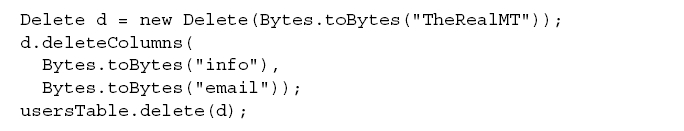 Delete d = new Delete(Bytes.toBytes("TheRealMT"));
d.deleteColumns(
  Bytes.toBytes("info"),
  Bytes.toBytes("email"));
usersTable.delete(d);